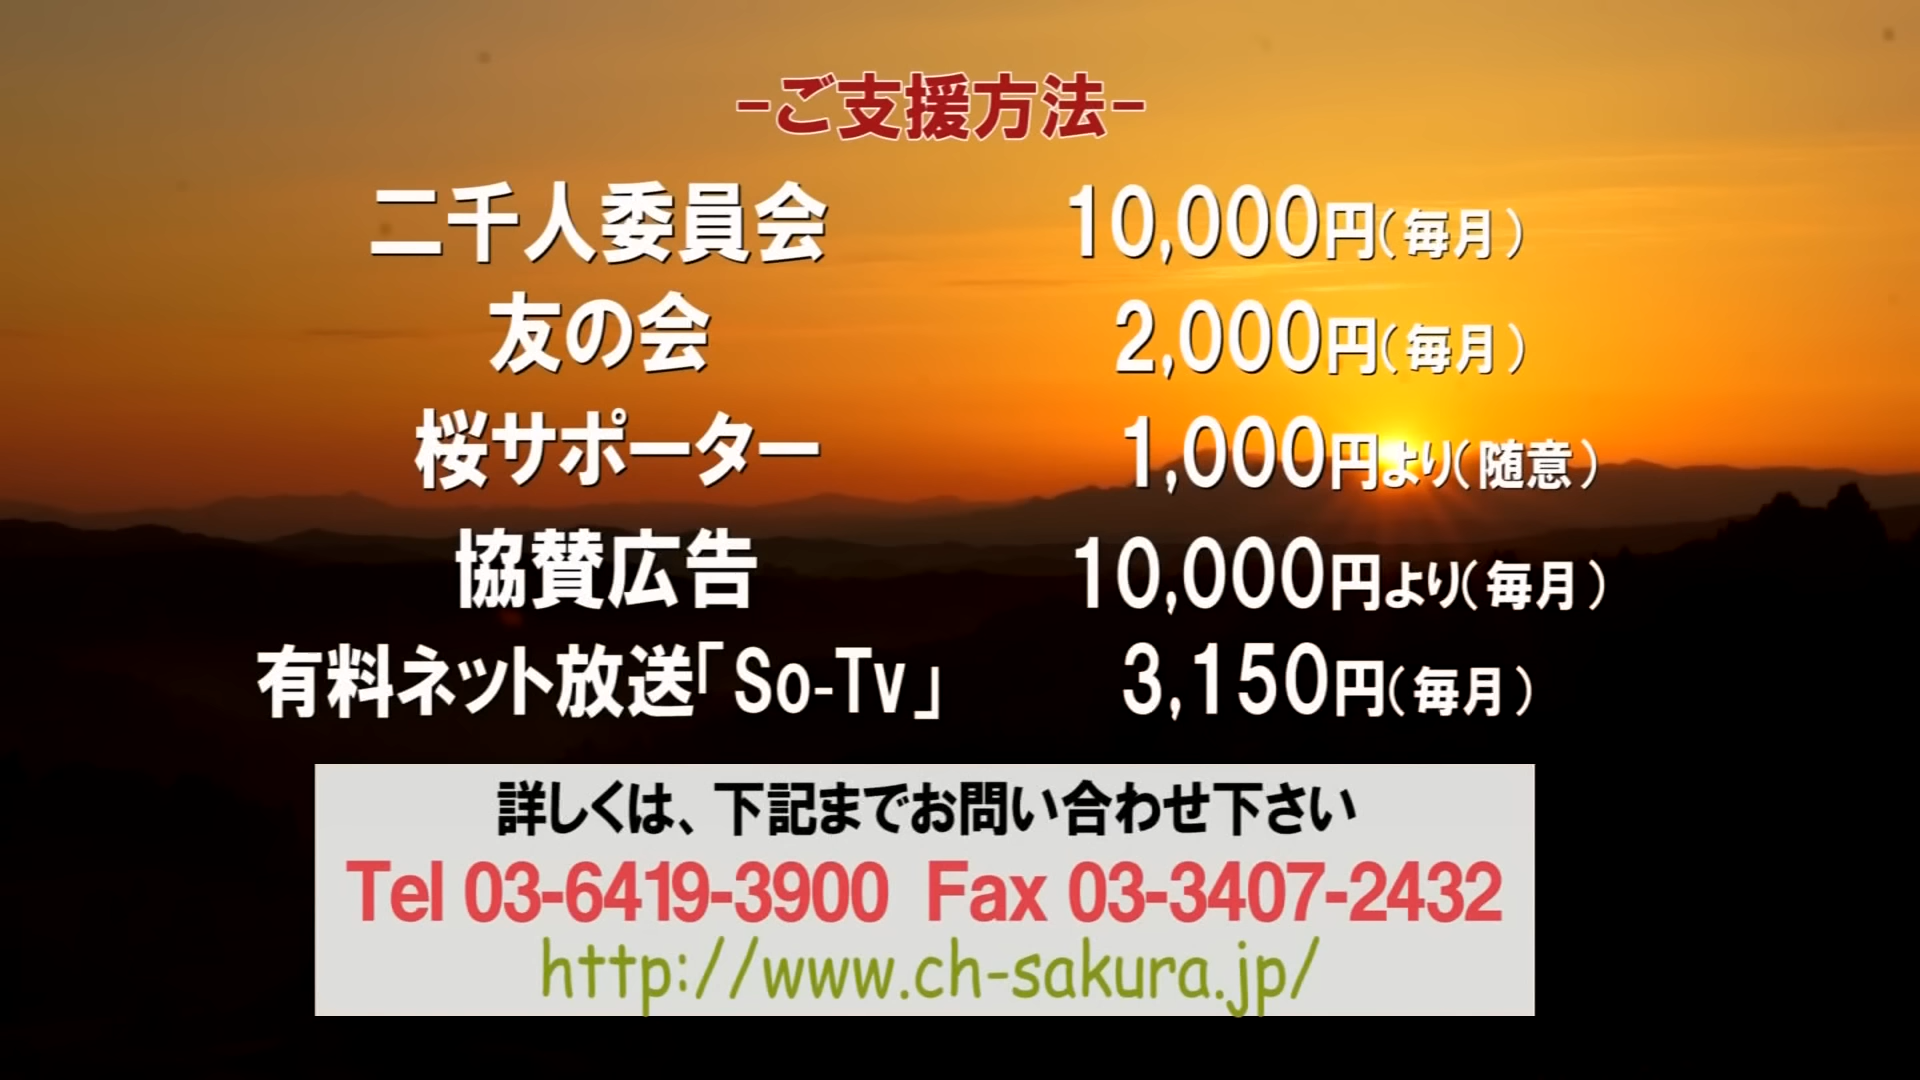 -ご支援方法-
二千人委員会 10,000円(毎月)
友の会 2,000円(毎月)
桜サポーター 1,000円より(随意)
協賛広告 10,000円より(毎月)
有料ネット放送「So-Tv」 3,150円(毎月)
詳しくは、下記までお問い合わせ下さい
Tel 03-6419-3900 Fax 03-3407-2432
http://www.ch-sakura.jp/